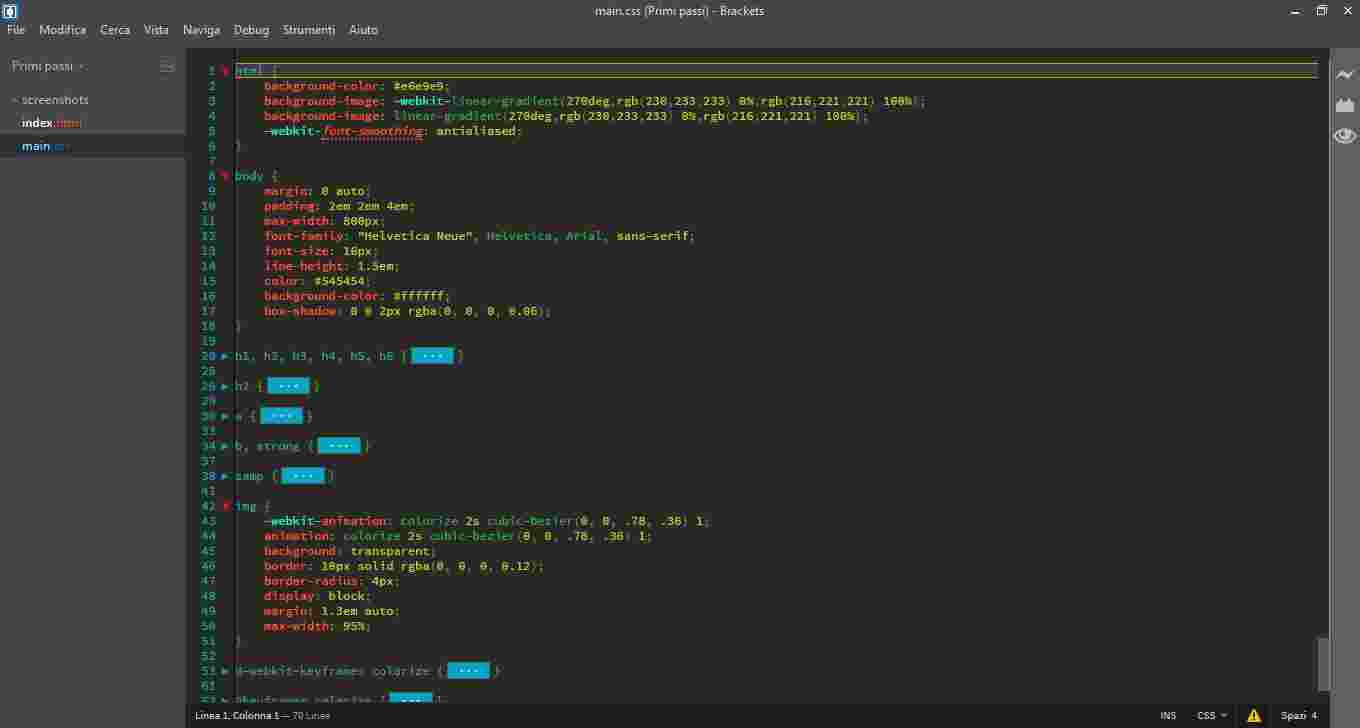 main.css (Primi passi) - Brackets
File Modifica Cerca Vista Naviga Debug Strumenti Aiuto
Primi passi
screenshots
index.html
main.css
1 html {
2 background-color: #e6e9e9;
3 background-image: -webkit-linear-gradient(270deg,rgb(230,233,233) 0%,rgb(216,221,221) 100%);
4 background-image: linear-gradient(270deg,rgb(230,233,233) 0%,rgb(216,221,221) 100%);
5 -webkit-font-smoothing: antialiased;
6 }
7
8 body {
9 margin: 0 auto;
10 padding: 2em 2em 4em;
11 max-width: 800px;
12 font-family: "Helvetica Neue", Helvetica, Arial, sans-serif;
13 font-size: 16px;
14 line-height: 1.5em;
15 color: #545454;
16 background-color: #ffffff;
17 box-shadow: 0 0 2px rgba(0, 0, 0, 0.06);
18 }
19
20 h1, h2, h3, h4, h5, h6 { ... }
25
26 h2 { ... }
29
30 a { ... }
33
34 b, strong { ... }
37
38 samp { ... }
41
42 img {
43 -webkit-animation: colorize 2s cubic-bezier(0, 0, .78, .36) 1;
44 animation: colorize 2s cubic-bezier(0, 0, .78, .36) 1;
45 background: transparent;
46 border: 10px solid rgba(0, 0, 0, 0.12);
47 border-radius: 4px;
48 display: block;
49 margin: 1.3em auto;
50 max-width: 95%;
51 }
52
53 @-webkit-keyframes colorize { ... }
61
62 @keyframes colorize { ... }
Linea 1, Colonna 1 — 70 Linee INS CSS Spazi: 4